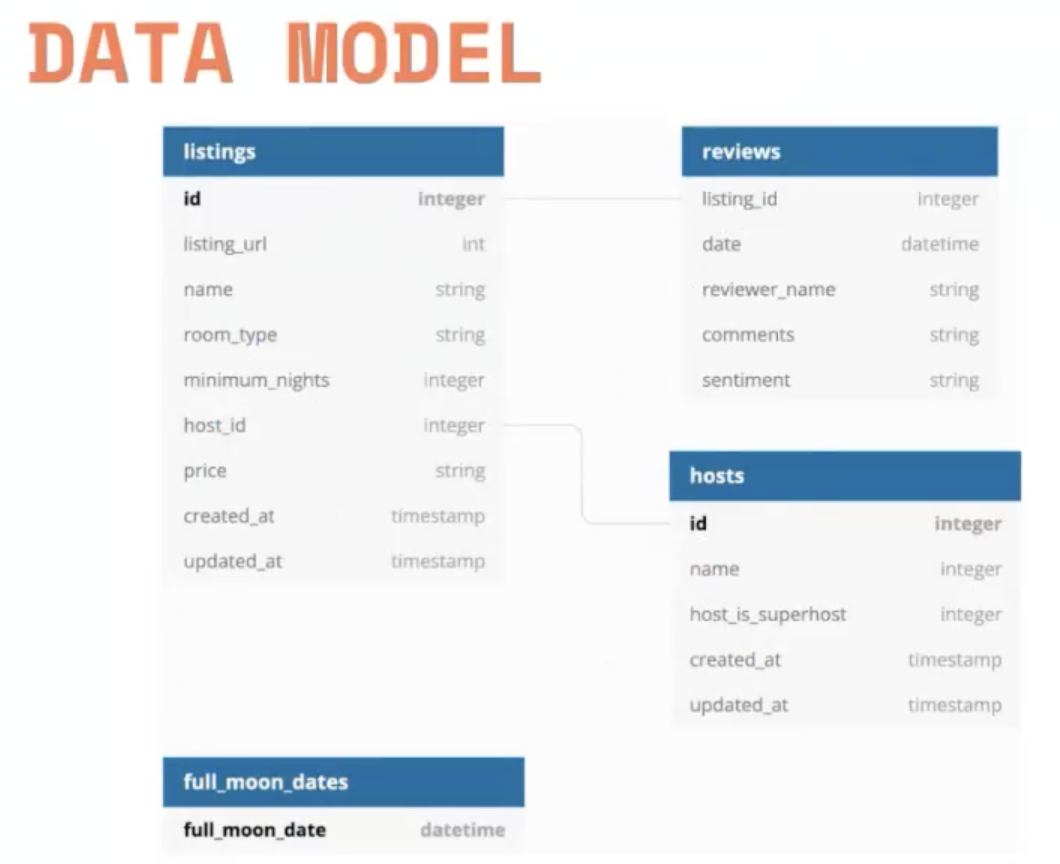 DATA MODEL
listings
id integer
listing_url int
name string
room_type string
minimum_nights integer
host_id integer
price string
created_at timestamp
updated_at timestamp
reviews
listing_id integer
date datetime
reviewer_name string
comments string
sentiment string
hosts
id integer
name integer
host_is_superhost integer
created_at timestamp
updated_at timestamp
full_moon_dates
full_moon_date datetime